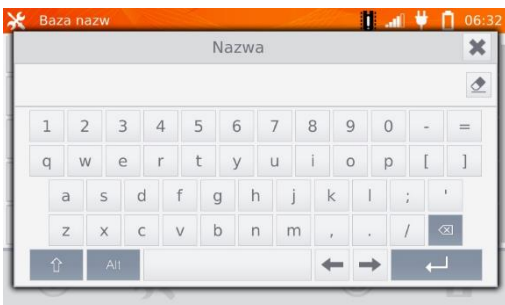 Baza nazw 06:32
Nazwa
1 2 3 4 5 6 7 8 9 0 - =
q w e r t y u i o p [ ]
a s d f g h j k l ; '
z x c v b n m , . /
Alt